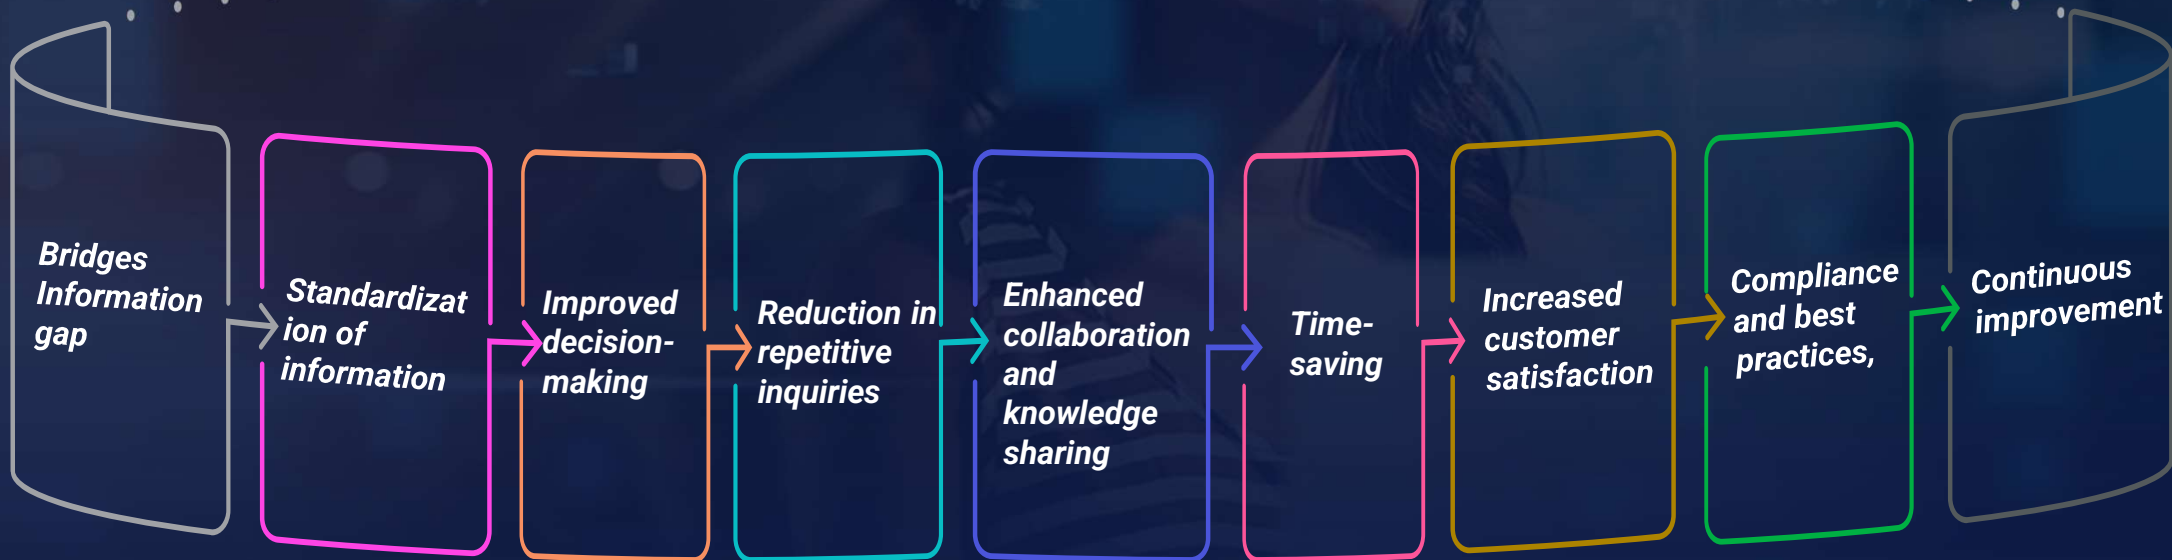 Bridges
Information
gap
Standardizat
ion of
information
Improved
decision-
making
Reduction in
repetitive
inquiries
Enhanced
collaboration
and
knowledge
sharing
Time-
saving
Increased
customer
satisfaction
Compliance
and best
practices,
Continuous
improvement